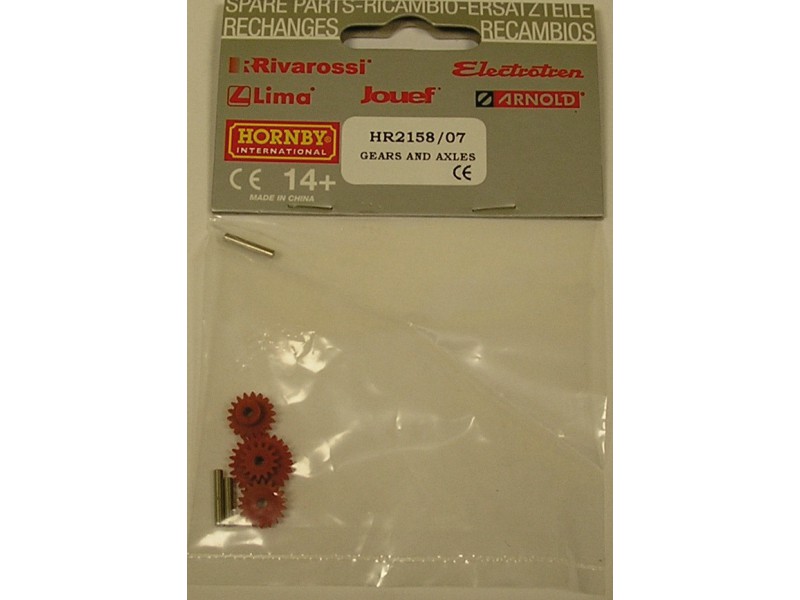 SPARE PARTS-RICAMBIO-ERSATZTEILE
RECHANGES RECAMBIOS
Rivarossi Electrotren
Lima Jouef ARNOLD
HORNBY
INTERNATIONAL
HR2158/07
GEARS AND AXLES
CE
CE 14+
MADE IN CHINA